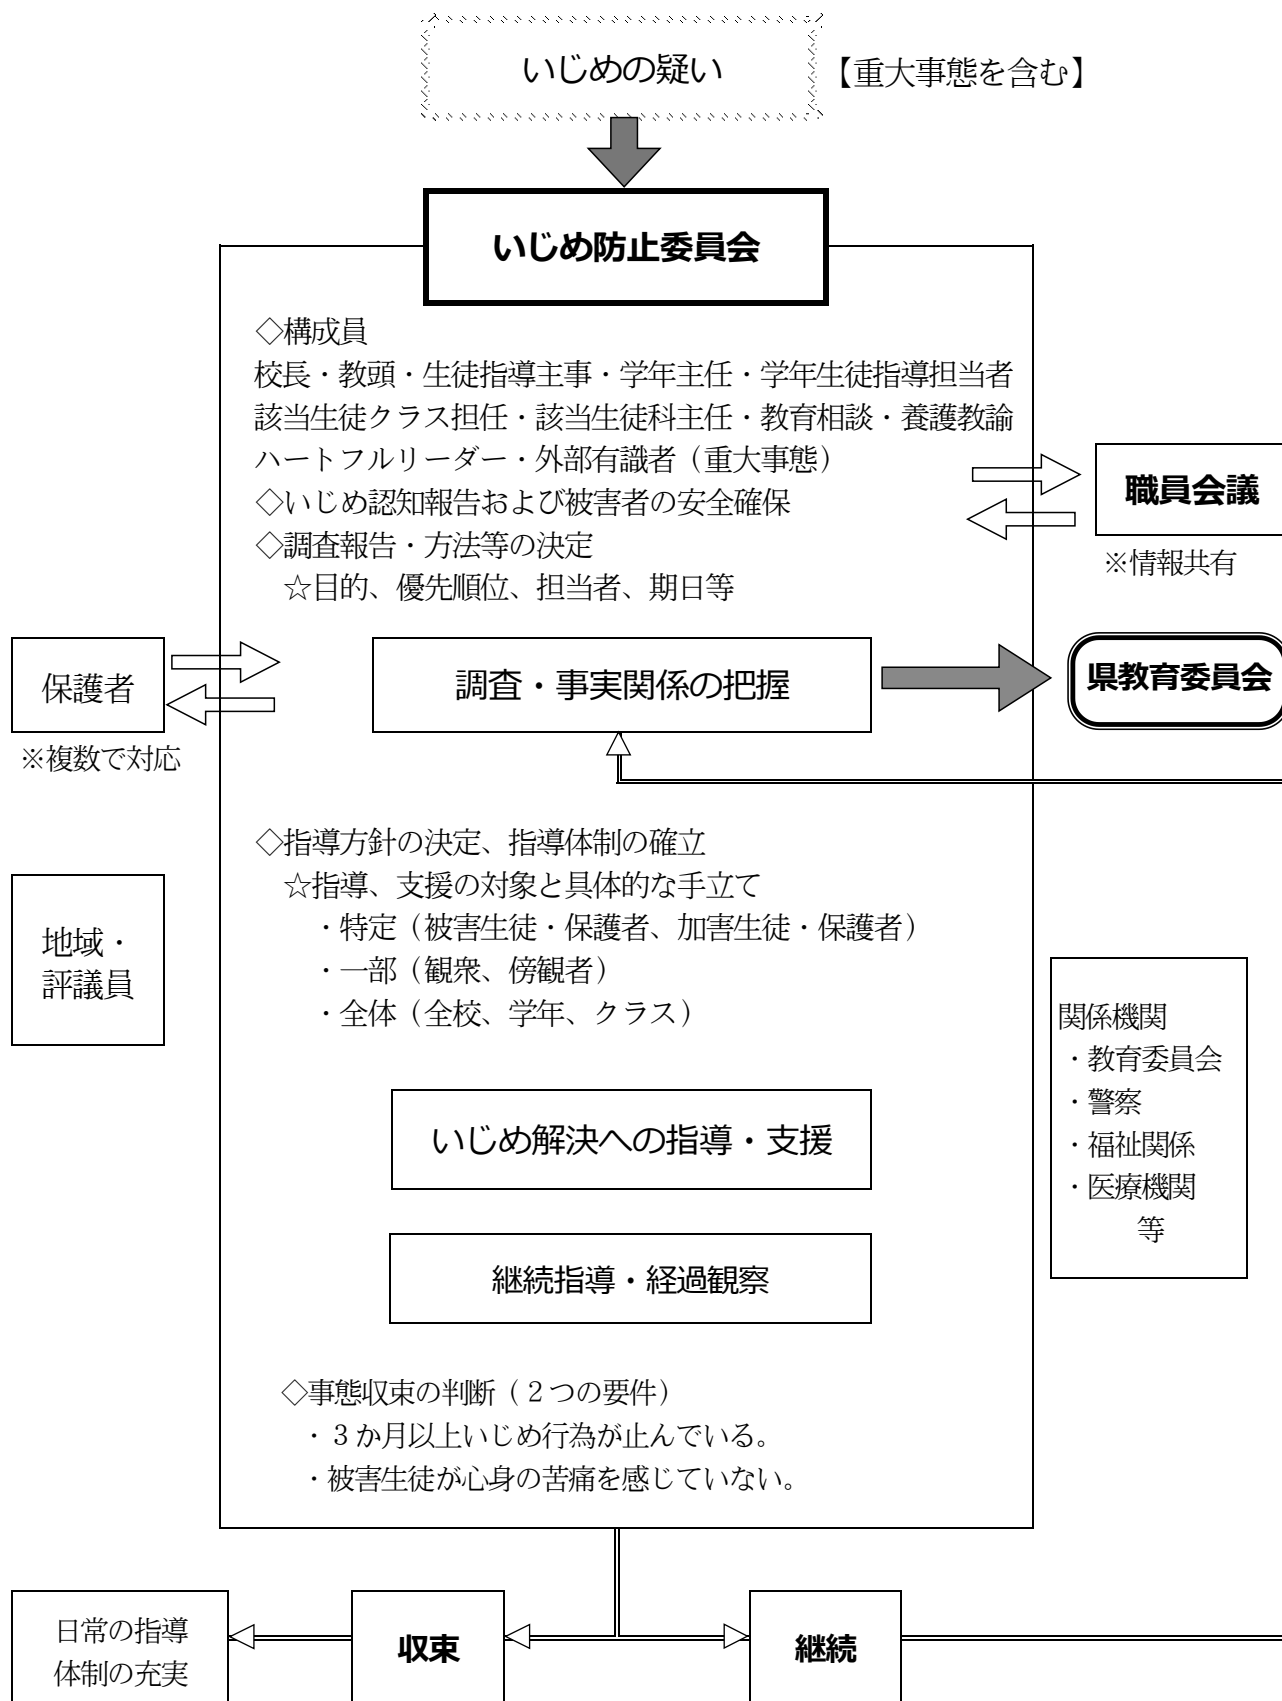 いじめの疑い
【重大事態を含む】
いじめ防止委員会
◇構成員
校長・教頭・生徒指導主事・学年主任・学年生徒指導担当者
該当生徒クラス担任・該当生徒科主任・教育相談・養護教諭
ハートフルリーダー・外部有識者（重大事態）
◇いじめ認知報告および被害者の安全確保
◇調査報告・方法等の決定
☆目的、優先順位、担当者、期日等
職員会議
※情報共有
保護者
※複数で対応
調査・事実関係の把握
県教育委員会
◇指導方針の決定、指導体制の確立
☆指導、支援の対象と具体的な手立て
・特定（被害生徒・保護者、加害生徒・保護者）
・一部（観衆、傍観者）
・全体（全校、学年、クラス）
地域・
評議員
関係機関
・教育委員会
・警察
・福祉関係
・医療機関
等
いじめ解決への指導・支援
継続指導・経過観察
◇事態収束の判断（２つの要件）
・３か月以上いじめ行為が止んでいる。
・被害生徒が心身の苦痛を感じていない。
日常の指導
体制の充実
収束
継続